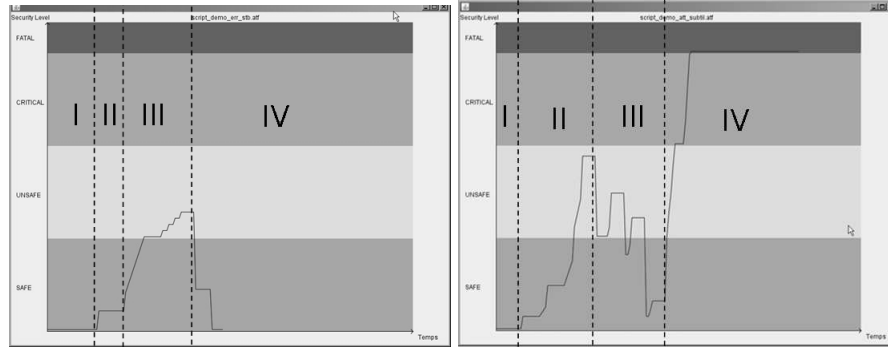 Security Level
script_demo_err_stb.atf
FATAL
CRITICAL
I II III IV
UNSAFE
SAFE
Temps
Security Level
script_demo_att_subtil.atf
FATAL
CRITICAL
I II III IV
UNSAFE
SAFE
Temps